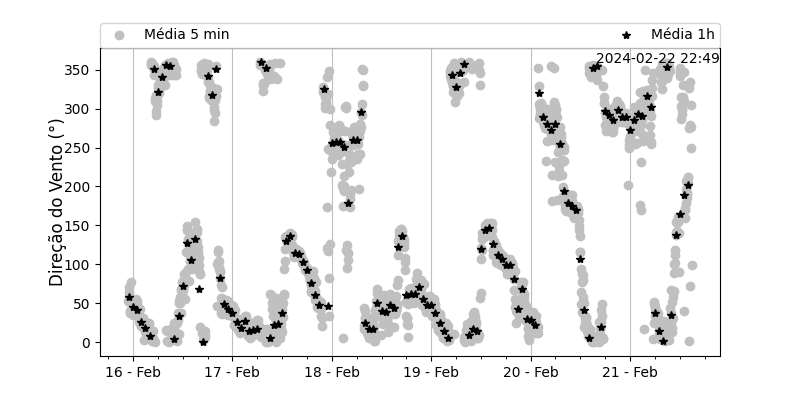 Média 5 min
Média 1h
2024-02-22 22:49
Direção do Vento (°)
350
300
250
200
150
100
50
0
16 - Feb
17 - Feb
18 - Feb
19 - Feb
20 - Feb
21 - Feb